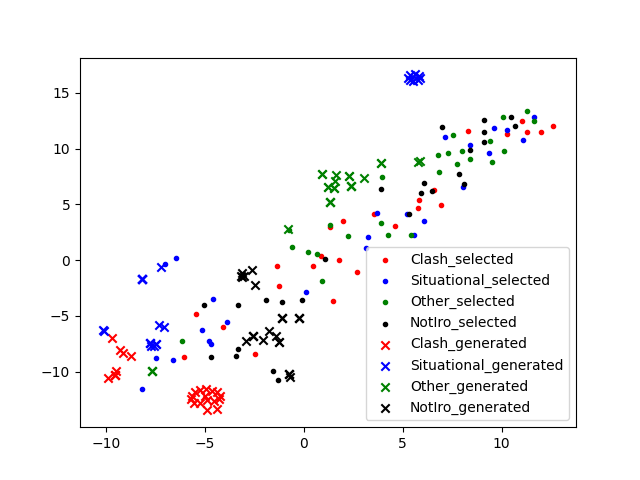 15
10
5
0
−5
−10
−10
−5
0
5
10
Clash_selected
Situational_selected
Other_selected
NotIro_selected
Clash_generated
Situational_generated
Other_generated
NotIro_generated